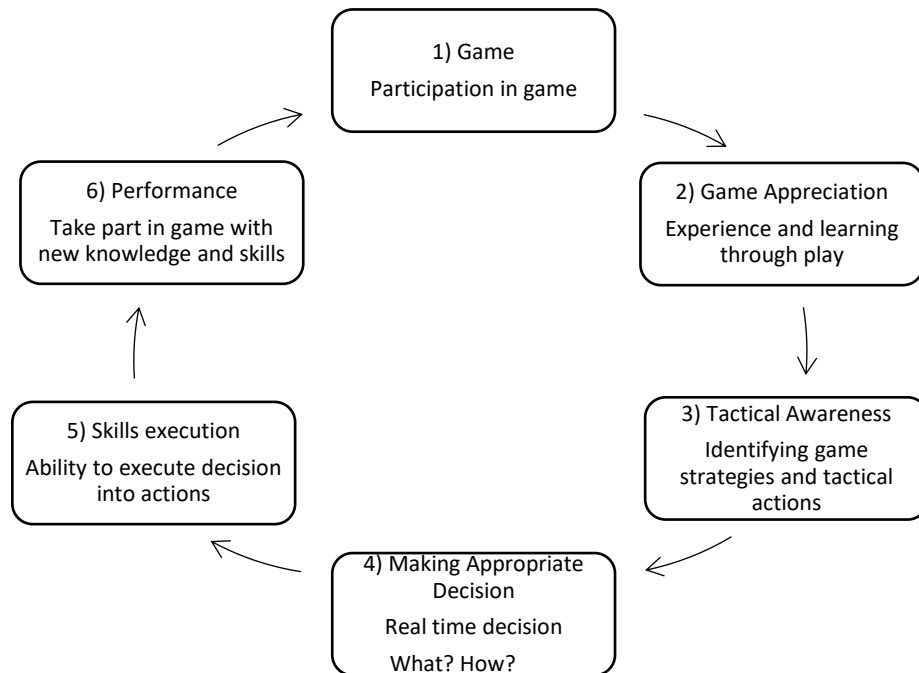 1) Game
Participation in game
2) Game Appreciation
Experience and learning
through play
3) Tactical Awareness
Identifying game
strategies and tactical
actions
4) Making Appropriate
Decision
Real time decision
What? How?
5) Skills execution
Ability to execute decision
into actions
6) Performance
Take part in game with
new knowledge and skills